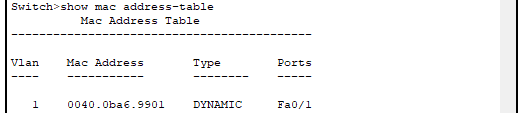 Switch>show mac address-table
Mac Address Table
-------------------------------------------
Vlan    Mac Address       Type        Ports
----    -----------       --------    -----
1    0040.0ba6.9901    DYNAMIC     Fa0/1